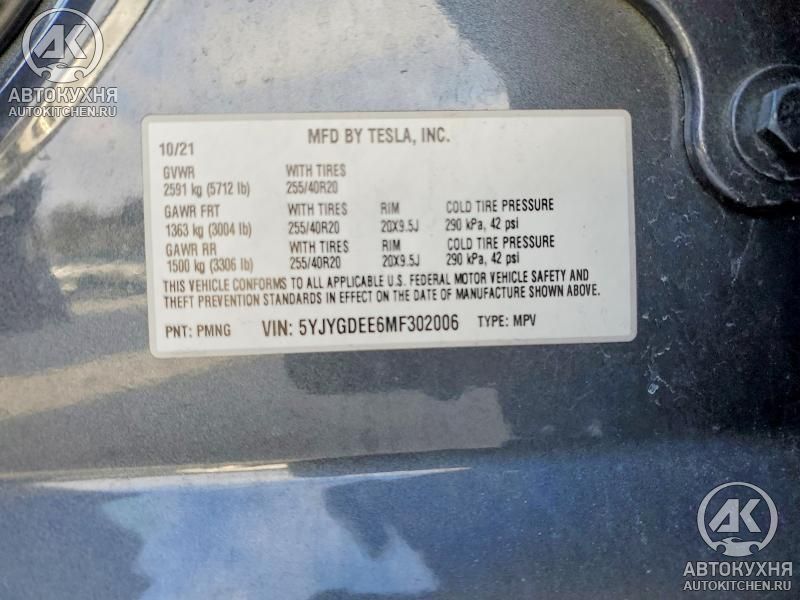 AK
АВТОКУХНЯ
AUTOKITCHEN.RU
10/21 MFD BY TESLA, INC.
GVWR WITH TIRES
2591 kg (5712 lb) 255/40R20
GAWR FRT WITH TIRES RIM COLD TIRE PRESSURE
1363 kg (3004 lb) 255/40R20 20X9.5J 290 kPa, 42 psi
GAWR RR WITH TIRES RIM COLD TIRE PRESSURE
1500 kg (3306 lb) 255/40R20 20X9.5J 290 kPa, 42 psi
THIS VEHICLE CONFORMS TO ALL APPLICABLE U.S. FEDERAL MOTOR VEHICLE SAFETY AND
THEFT PREVENTION STANDARDS IN EFFECT ON THE DATE OF MANUFACTURE SHOWN ABOVE.
PNT: PMNG VIN: 5YJYGDEE6MF302006 TYPE: MPV
AK
АВТОКУХНЯ
AUTOKITCHEN.RU